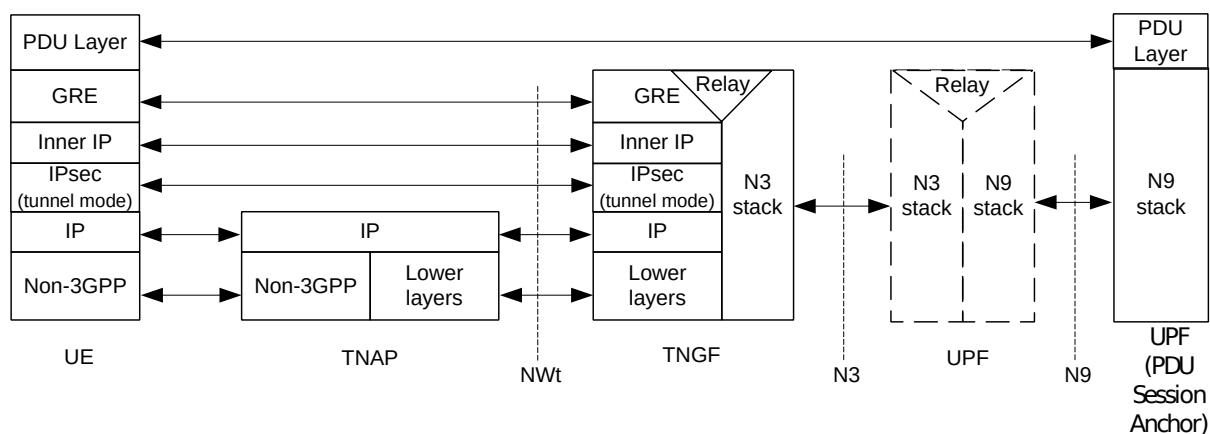 PDU Layer
PDU
Layer
GRE
GRE
Relay
Relay
Inner IP
Inner IP
IPsec
(tunnel mode)
IPsec
(tunnel mode)
N3
stack
N3
stack
N9
stack
N9
stack
IP
IP
IP
Non-3GPP
Non-3GPP
Lower
layers
Lower
layers
UE
TNAP
NWt
TNGF
N3
UPF
N9
UPF
(PDU
Session
Anchor)